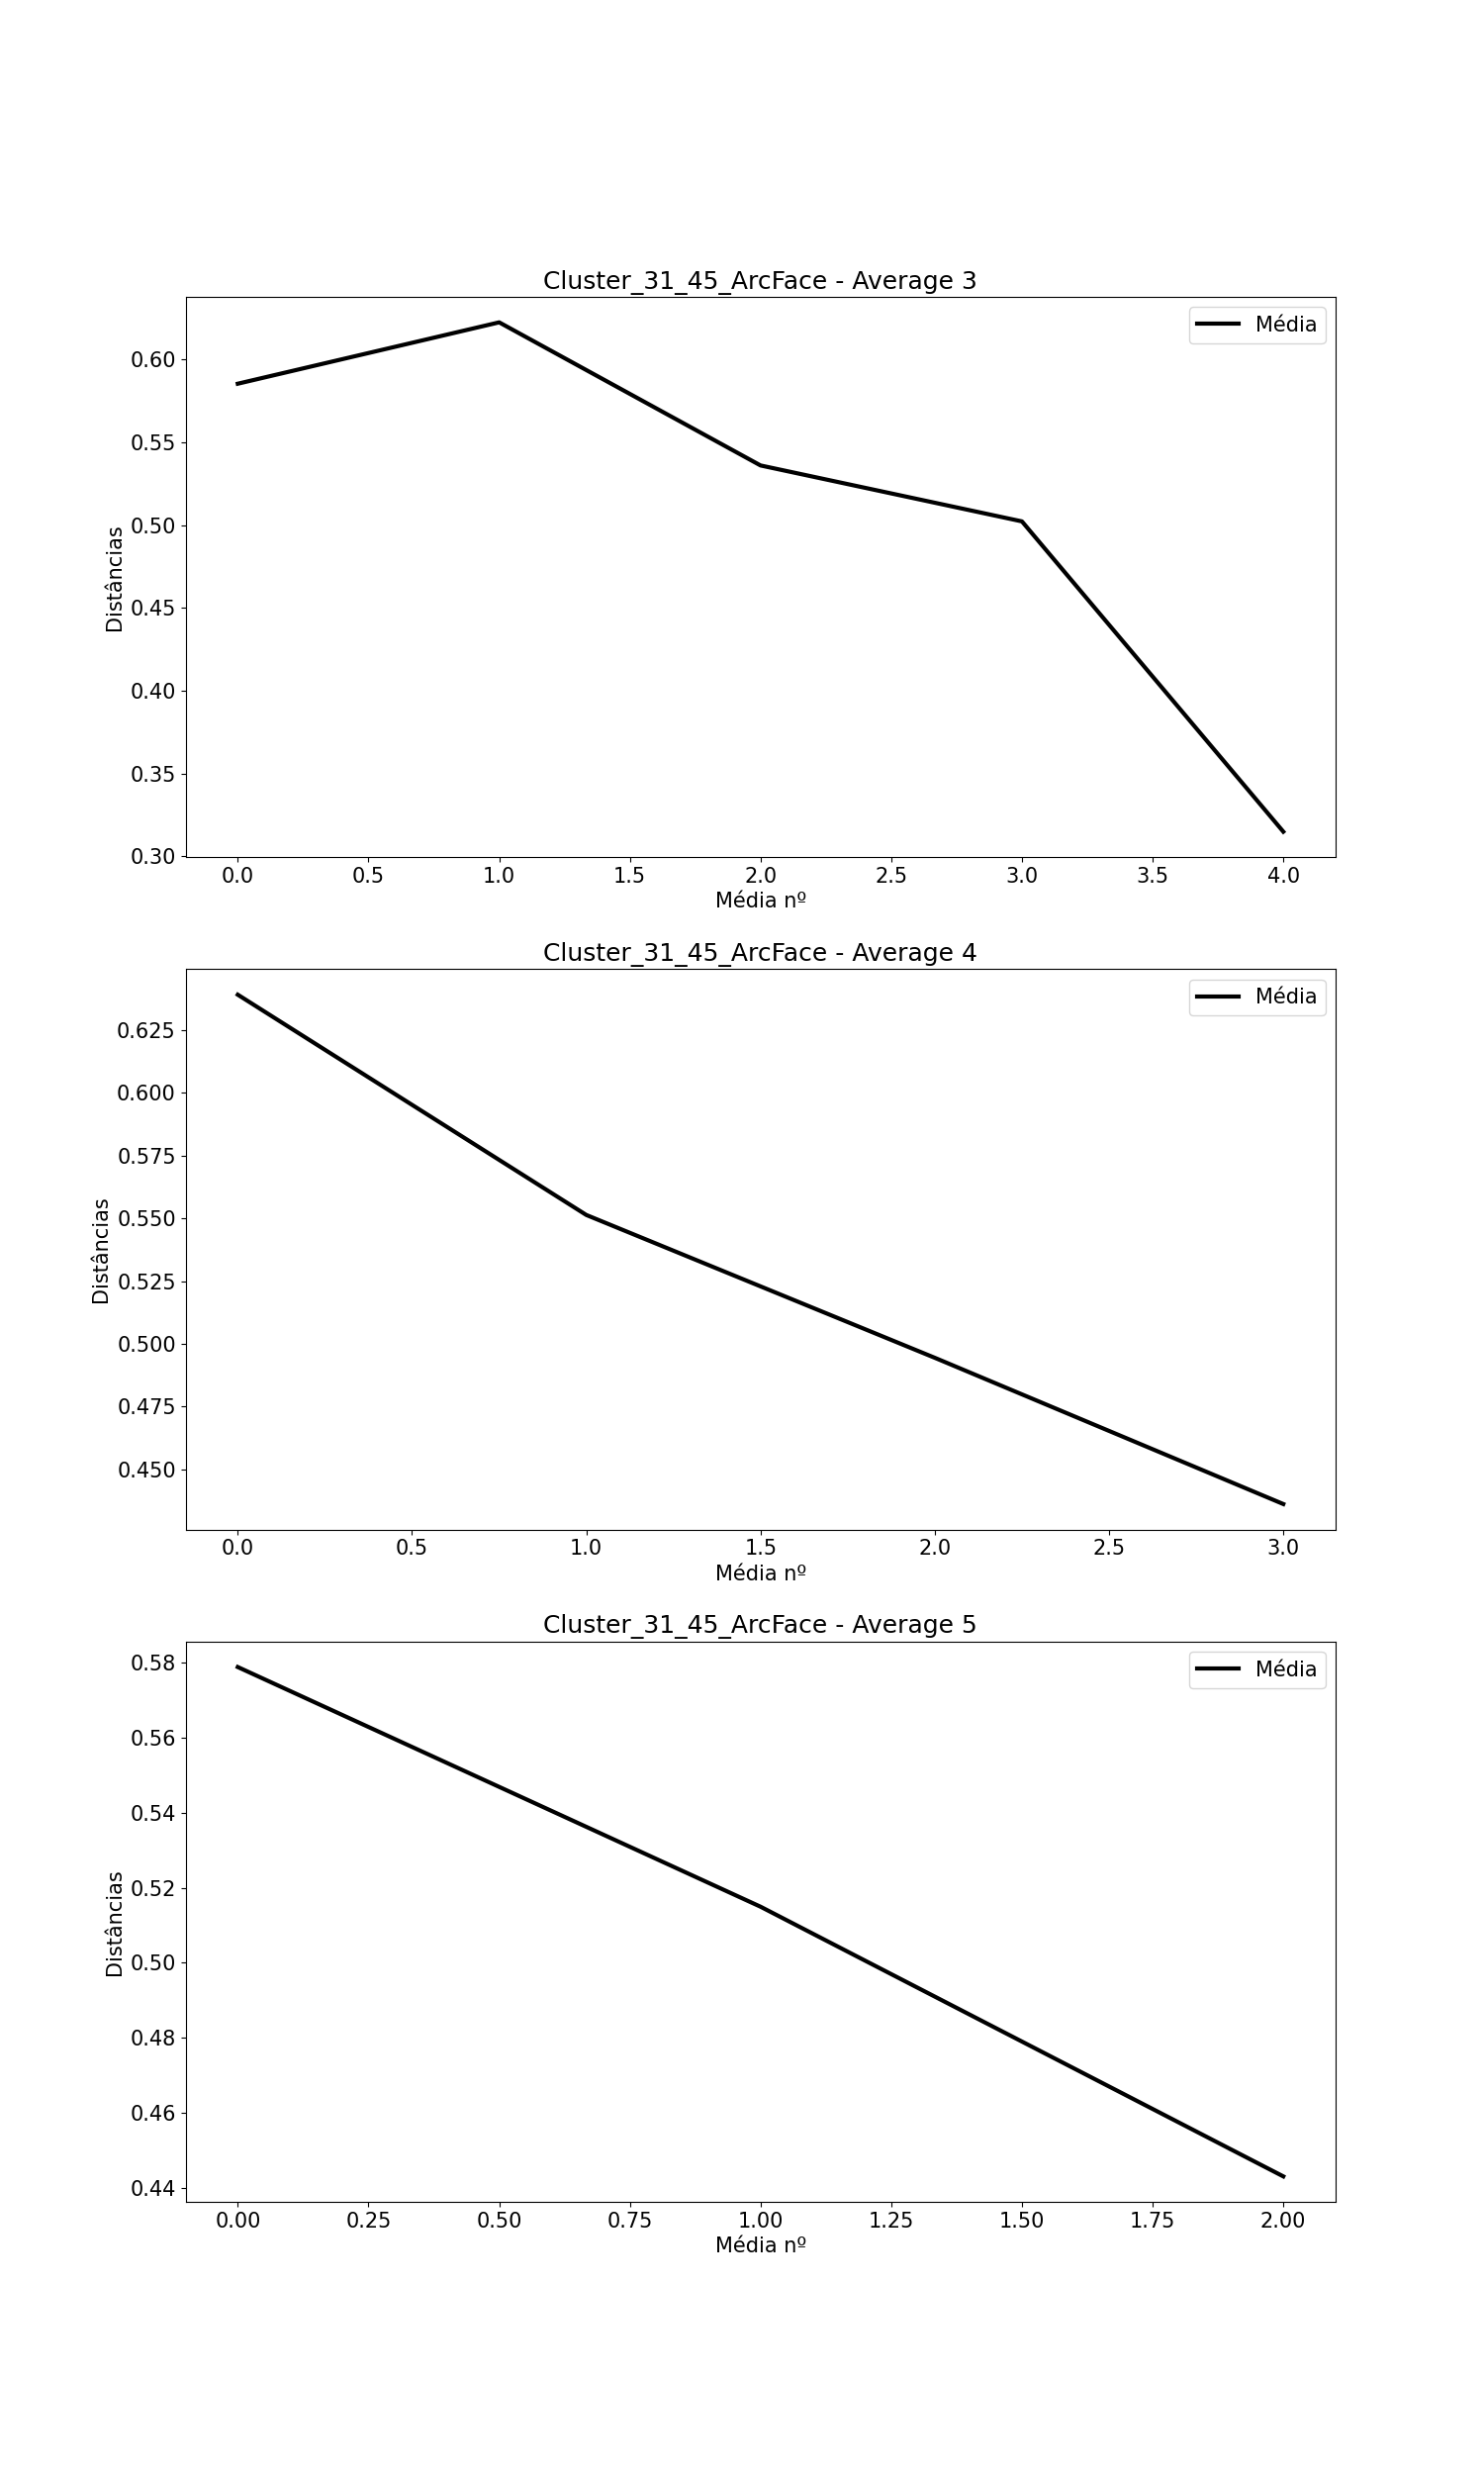 Cluster_31_45_ArcFace - Average 3
Média
0.60
0.55
0.50
0.45
0.40
0.35
0.30
Distâncias
0.0 0.5 1.0 1.5 2.0 2.5 3.0 3.5 4.0
Média nº
Cluster_31_45_ArcFace - Average 4
Média
0.625
0.600
0.575
0.550
0.525
0.500
0.475
0.450
Distâncias
0.0 0.5 1.0 1.5 2.0 2.5 3.0
Média nº
Cluster_31_45_ArcFace - Average 5
Média
0.58
0.56
0.54
0.52
0.50
0.48
0.46
0.44
Distâncias
0.00 0.25 0.50 0.75 1.00 1.25 1.50 1.75 2.00
Média nº